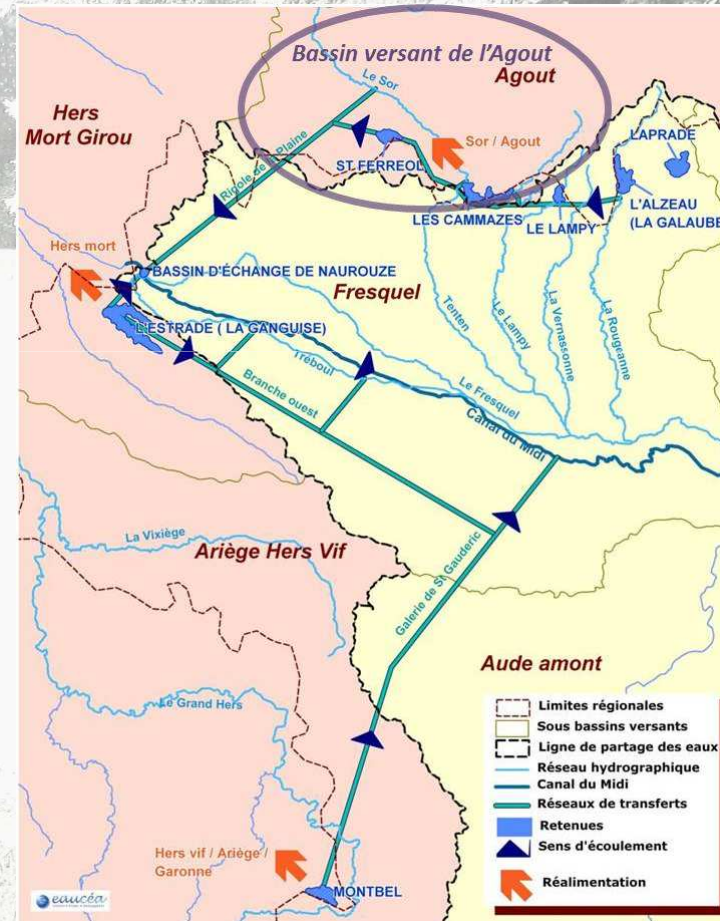 Bassin versant de l'Agout
Agout
Le Sor
Hers
Mort Girou
LAPRADE
Sor / Agout
ST FERREOL
Rigole de Plaine
LES CAMMAZES
LE LAMPY
L'ALZEAU
(LA GALAUBE
Hers mort
BASSIN D'ÉCHANGE DE NAUROUZE
Fresquel
Tenten
Le Lampy
La Vernassonne
La Rougeanne
L'ESTRADE ( LA GANGUISE)
Tréboul
Le Fresquel
Branche ouest
Canal du Midi
La Vixiège
Ariège Hers Vif
Galerie de St Gauderic
Aude amont
Le Grand Hers
Hers vif / Ariège /
Garonne
MONTBEL
Limites régionales
Sous bassins versants
Ligne de partage des eaux
Réseau hydrographique
Canal du Midi
Réseaux de transferts
Retenues
Sens d'écoulement
Réalimentation
eaucéa